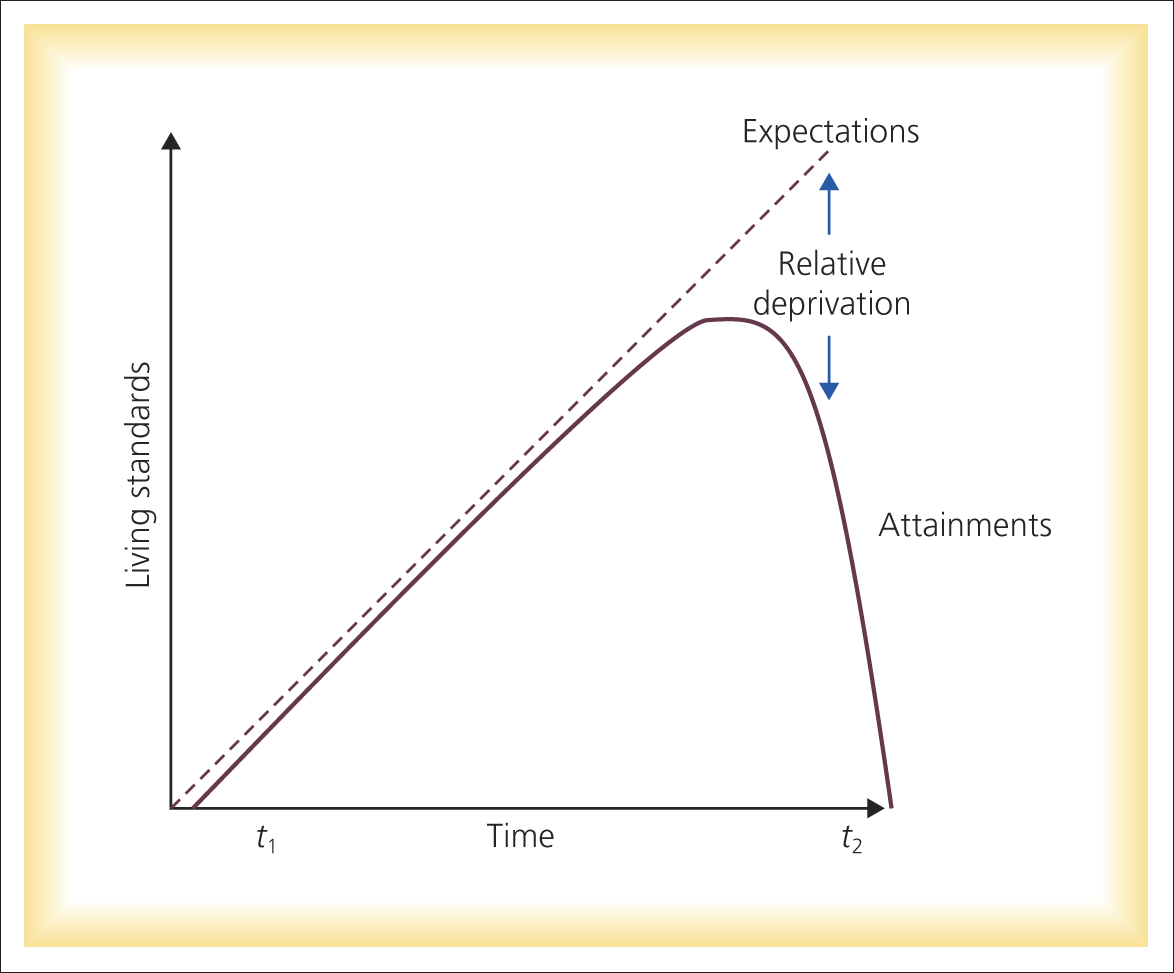 Expectations
Relative
deprivation
Living standards
Attainments
t₁
Time
t₂